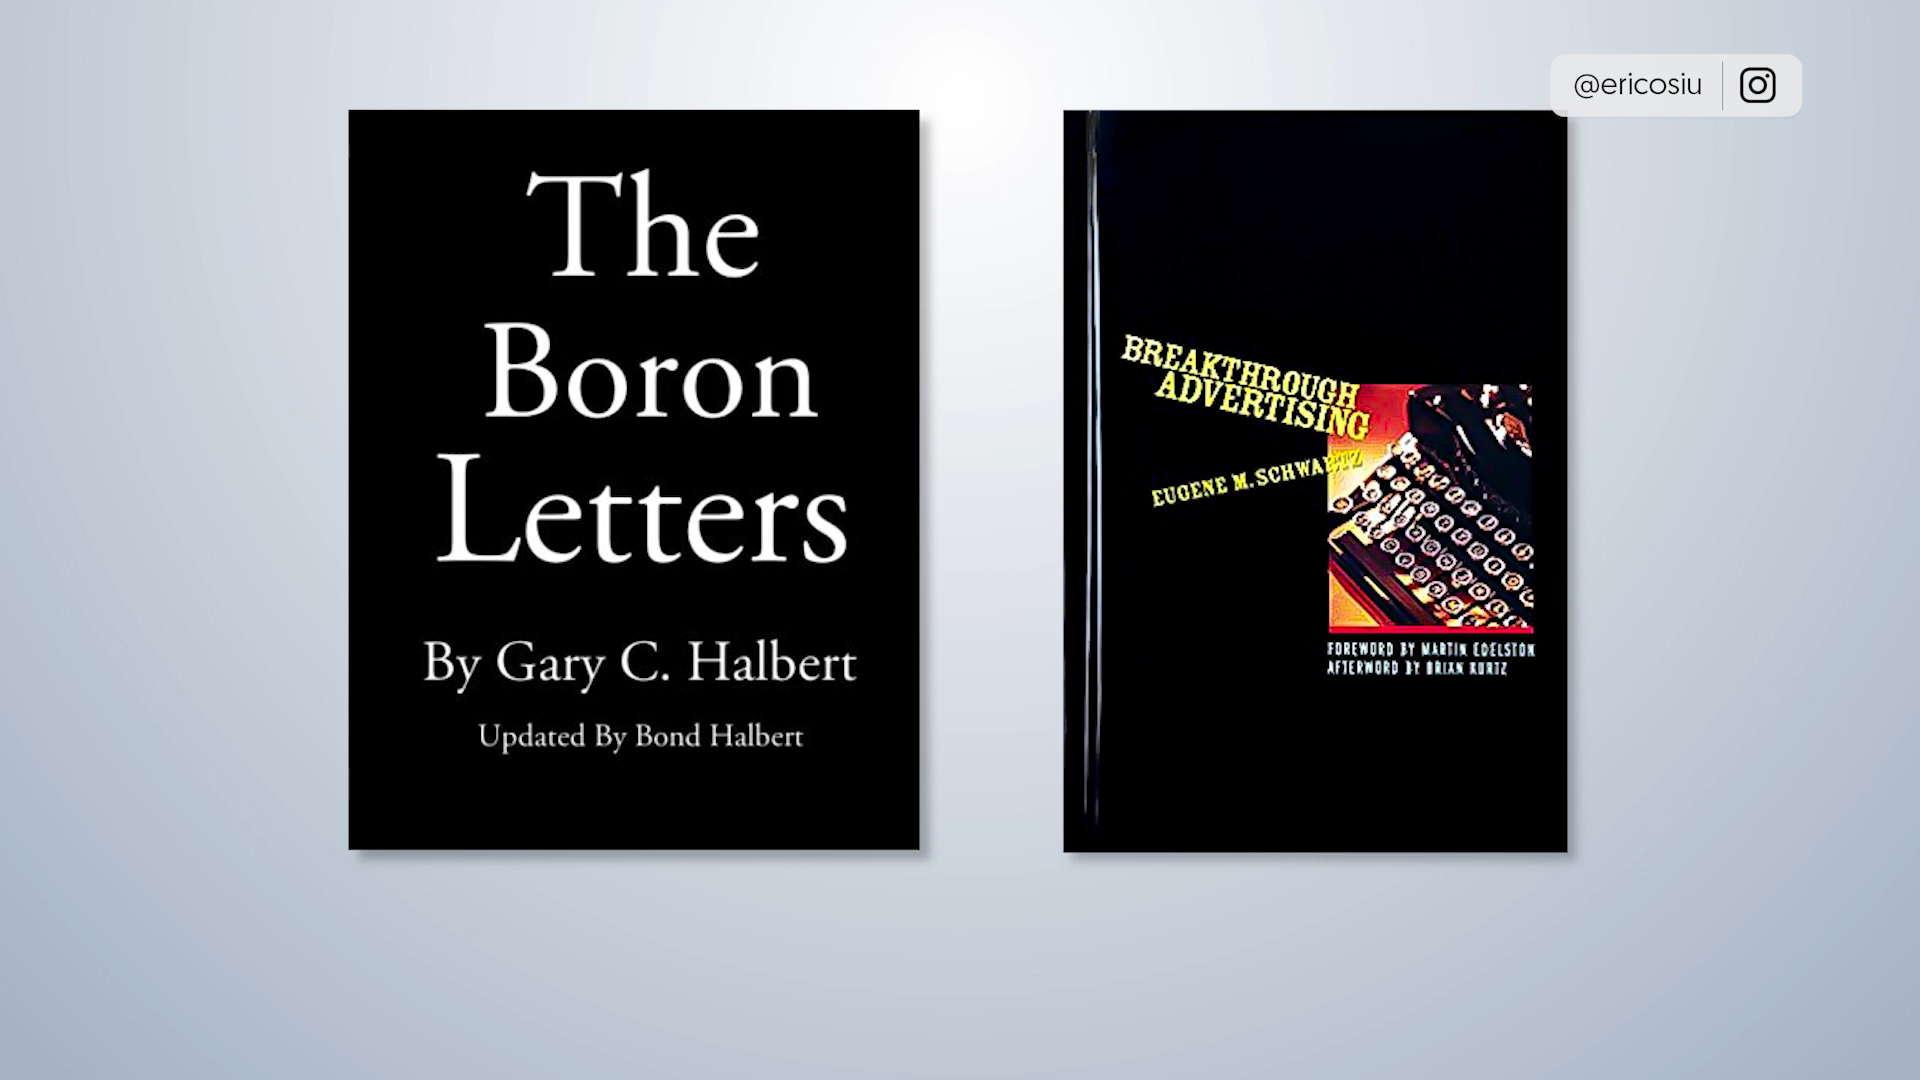 @ericosiu
The
Boron
Letters
By Gary C. Halbert
Updated By Bond Halbert
BREAKTHROUGH
ADVERTISING
EUGENE M. SCHWARTZ
FOREWORD BY MARTIN EDELSTON
AFTERWORD BY BRIAN KURTZ